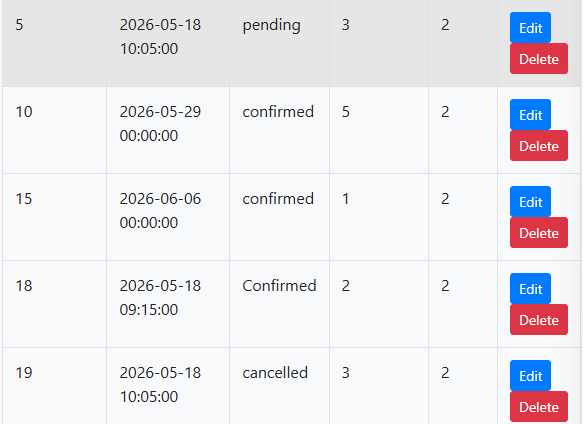 5 2026-05-18 10:05:00 pending 3 2 Edit Delete
10 2026-05-29 00:00:00 confirmed 5 2 Edit Delete
15 2026-06-06 00:00:00 confirmed 1 2 Edit Delete
18 2026-05-18 09:15:00 Confirmed 2 2 Edit Delete
19 2026-05-18 10:05:00 cancelled 3 2 Edit Delete